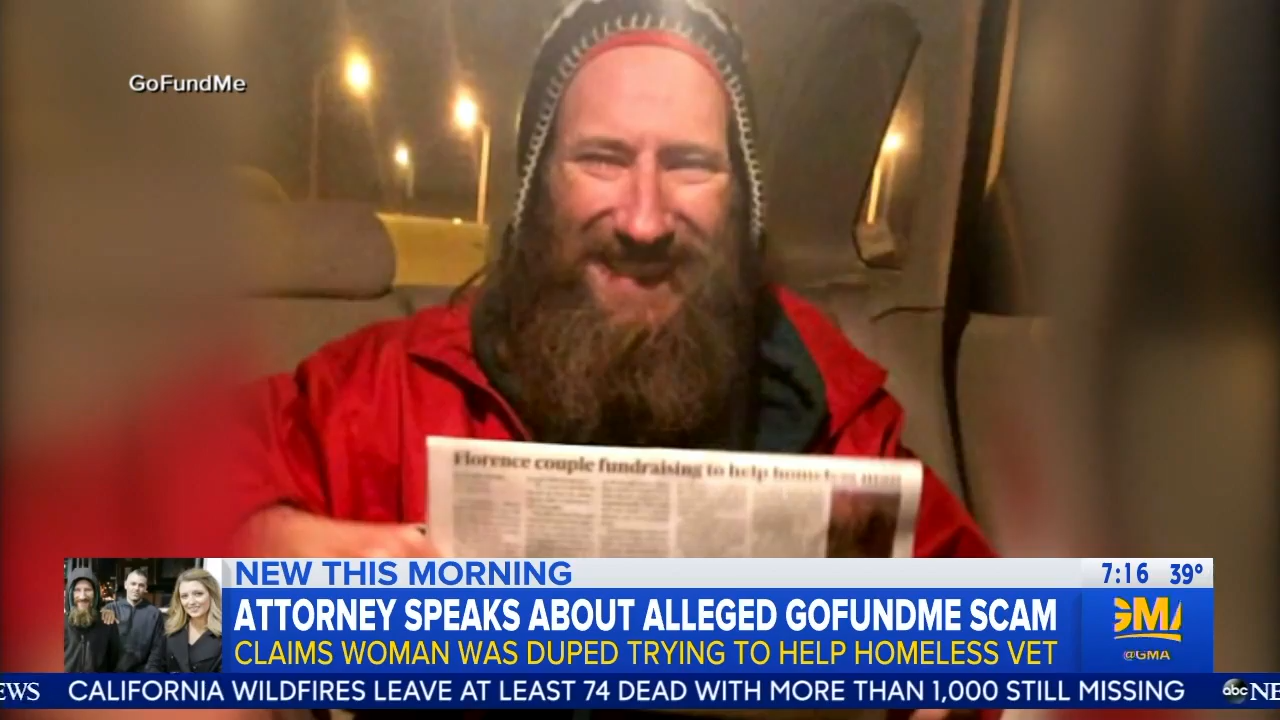 GoFundMe
Florence couple fundraising to help homeless man
NEW THIS MORNING
7:16 39°
ATTORNEY SPEAKS ABOUT ALLEGED GOFUNDME SCAM
CLAIMS WOMAN WAS DUPED TRYING TO HELP HOMELESS VET
GMA
@GMA
EWS CALIFORNIA WILDFIRES LEAVE AT LEAST 74 DEAD WITH MORE THAN 1,000 STILL MISSING abc NE